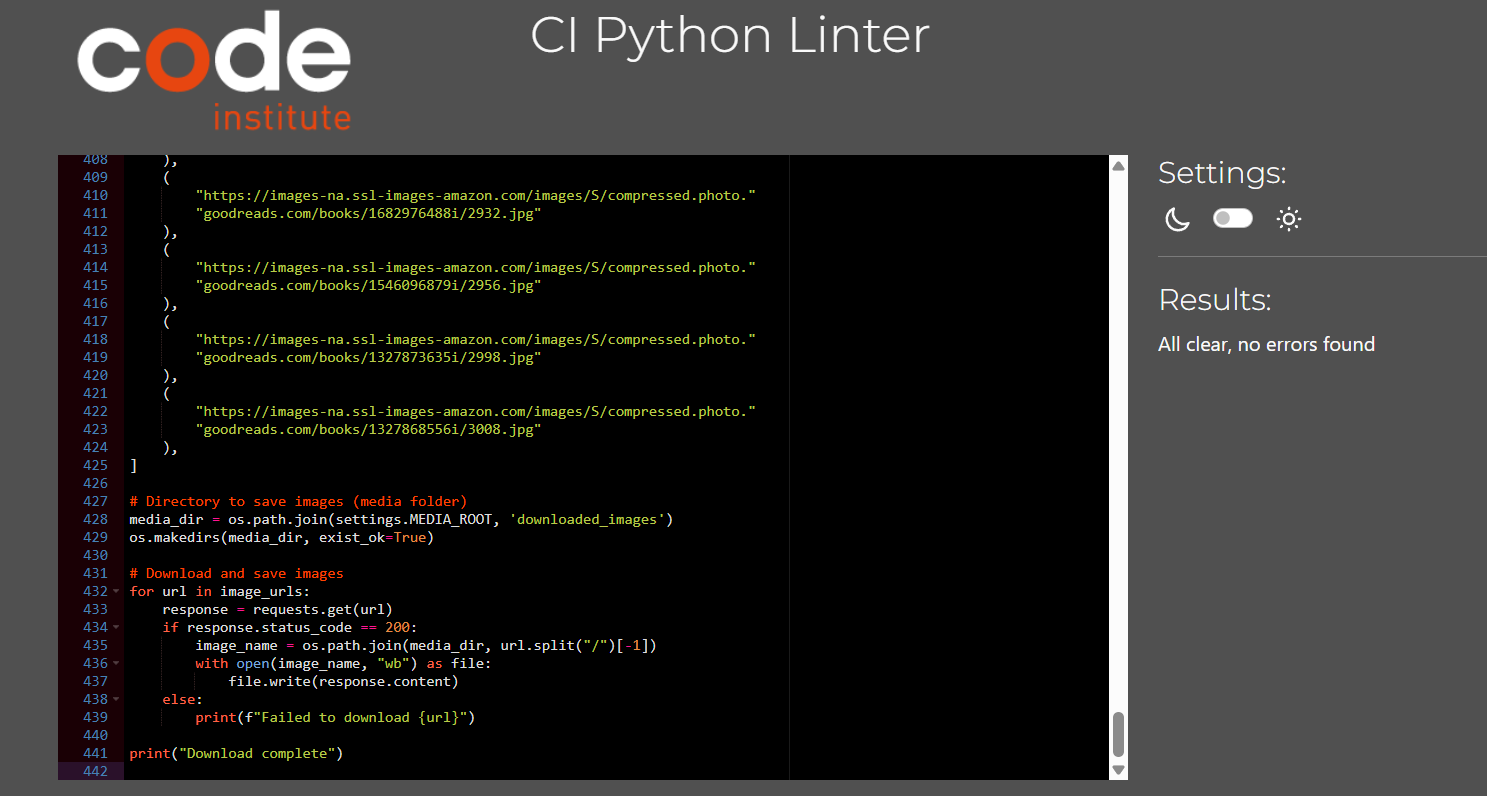 code
institute
CI Python Linter
408     ),
409     (
410         "https://images-na.ssl-images-amazon.com/images/S/compressed.photo."
411         "goodreads.com/books/1682976488i/2932.jpg"
412     ),
413     (
414         "https://images-na.ssl-images-amazon.com/images/S/compressed.photo."
415         "goodreads.com/books/1546096879i/2956.jpg"
416     ),
417     (
418         "https://images-na.ssl-images-amazon.com/images/S/compressed.photo."
419         "goodreads.com/books/1327873635i/2998.jpg"
420     ),
421     (
422         "https://images-na.ssl-images-amazon.com/images/S/compressed.photo."
423         "goodreads.com/books/1327868556i/3008.jpg"
424     ),
425 ]
426
427 # Directory to save images (media folder)
428 media_dir = os.path.join(settings.MEDIA_ROOT, 'downloaded_images')
429 os.makedirs(media_dir, exist_ok=True)
430
431 # Download and save images
432 for url in image_urls:
433     response = requests.get(url)
434     if response.status_code == 200:
435         image_name = os.path.join(media_dir, url.split("/")[-1])
436         with open(image_name, "wb") as file:
437             file.write(response.content)
438     else:
439         print(f"Failed to download {url}")
440
441 print("Download complete")
442
Settings:
Results:
All clear, no errors found